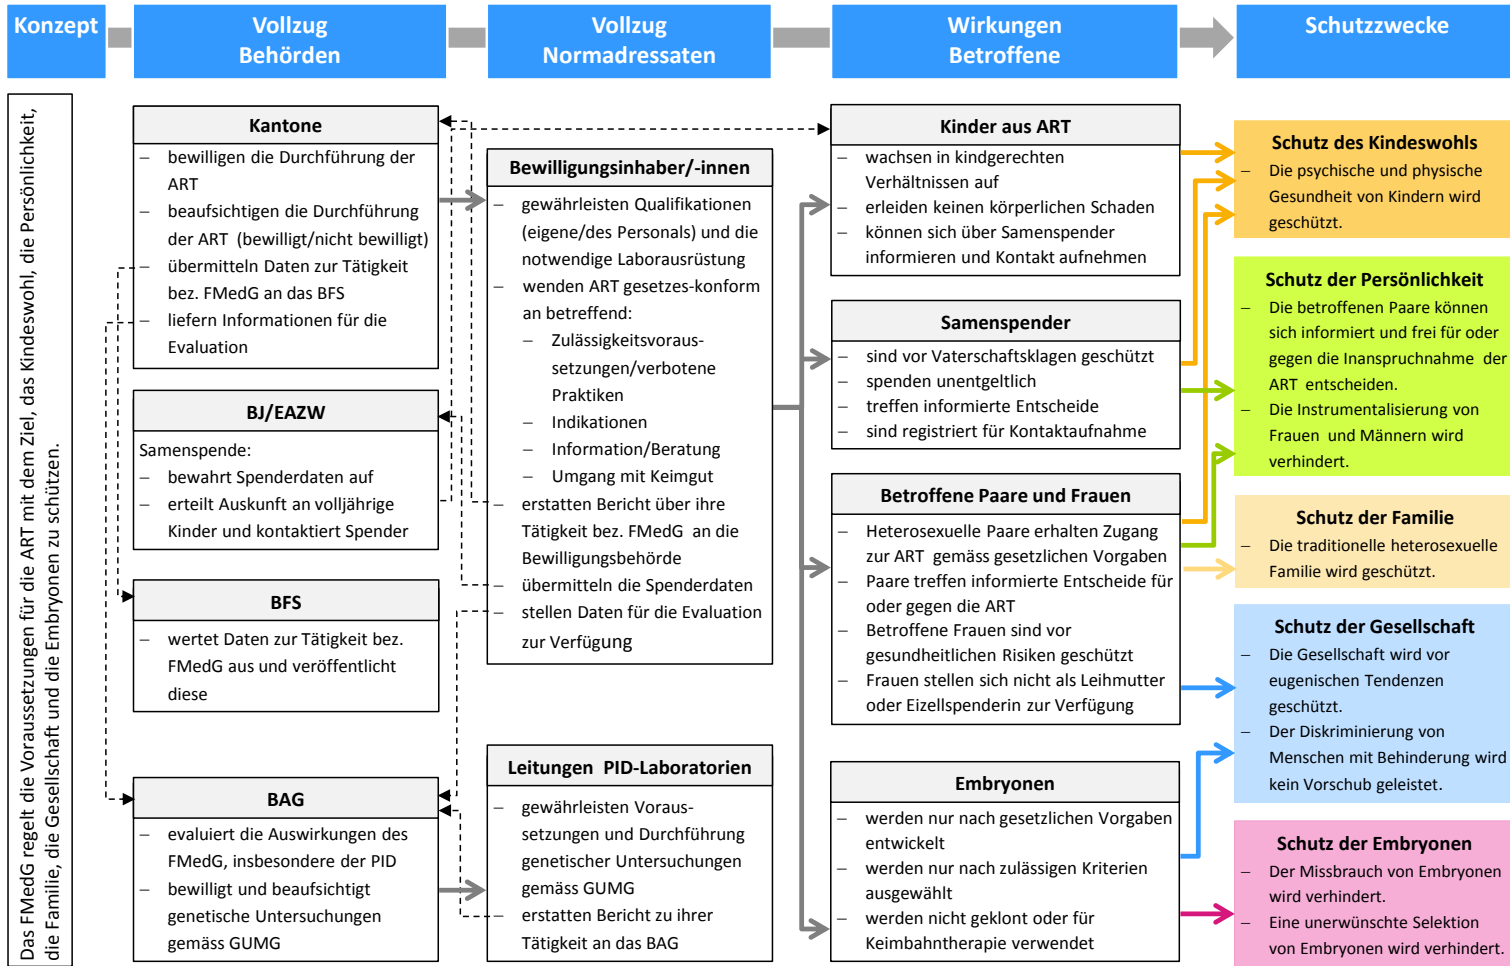 Konzept
Vollzug
Behörden
Vollzug
Normadressaten
Wirkungen
Betroffene
Schutzzwecke
Das FMedG regelt die Voraussetzungen für die ART mit dem Ziel, das Kindeswohl, die Persönlichkeit,
die Familie, die Gesellschaft und die Embryonen zu schützen.
Kantone
– bewilligen die Durchführung der
ART
– beaufsichtigen die Durchführung
der ART (bewilligt/nicht bewilligt)
– übermitteln Daten zur Tätigkeit
bez. FMedG an das BFS
– liefern Informationen für die
Evaluation
BJ/EAZW
Samenspende:
– bewahrt Spenderdaten auf
– erteilt Auskunft an volljährige
Kinder und kontaktiert Spender
BFS
– wertet Daten zur Tätigkeit bez.
FMedG aus und veröffentlicht
diese
BAG
– evaluiert die Auswirkungen des
FMedG, insbesondere der PID
– bewilligt und beaufsichtigt
genetische Untersuchungen
gemäss GUMG
Bewilligungsinhaber/-innen
– gewährleisten Qualifikationen
(eigene/des Personals) und die
notwendige Laborausrüstung
– wenden ART gesetzes-konform
an betreffend:
– Zulässigkeitsvoraus-
setzungen/verbotene
Praktiken
– Indikationen
– Information/Beratung
– Umgang mit Keimgut
– erstatten Bericht über ihre
Tätigkeit bez. FMedG an die
Bewilligungsbehörde
– übermitteln die Spenderdaten
– stellen Daten für die Evaluation
zur Verfügung
Leitungen PID-Laboratorien
– gewährleisten Voraus-
setzungen und Durchführung
genetischer Untersuchungen
gemäss GUMG
– erstatten Bericht zu ihrer
Tätigkeit an das BAG
Kinder aus ART
– wachsen in kindgerechten
Verhältnissen auf
– erleiden keinen körperlichen Schaden
– können sich über Samenspender
informieren und Kontakt aufnehmen
Samenspender
– sind vor Vaterschaftsklagen geschützt
– spenden unentgeltlich
– treffen informierte Entscheide
– sind registriert für Kontaktaufnahme
Betroffene Paare und Frauen
– Heterosexuelle Paare erhalten Zugang
zur ART gemäss gesetzlichen Vorgaben
– Paare treffen informierte Entscheide für
oder gegen die ART
– Betroffene Frauen sind vor
gesundheitlichen Risiken geschützt
– Frauen stellen sich nicht als Leihmutter
oder Eizellspenderin zur Verfügung
Embryonen
– werden nur nach gesetzlichen Vorgaben
entwickelt
– werden nur nach zulässigen Kriterien
ausgewählt
– werden nicht geklont oder für
Keimbahntherapie verwendet
Schutz des Kindeswohls
– Die psychische und physische
Gesundheit von Kindern wird
geschützt.
Schutz der Persönlichkeit
– Die betroffenen Paare können
sich informiert und frei für oder
gegen die Inanspruchnahme der
ART entscheiden.
– Die Instrumentalisierung von
Frauen und Männern wird
verhindert.
Schutz der Familie
– Die traditionelle heterosexuelle
Familie wird geschützt.
Schutz der Gesellschaft
– Die Gesellschaft wird vor
eugenischen Tendenzen
geschützt.
– Der Diskriminierung von
Menschen mit Behinderung wird
kein Vorschub geleistet.
Schutz der Embryonen
– Der Missbrauch von Embryonen
wird verhindert.
– Eine unerwünschte Selektion
von Embryonen wird verhindert.